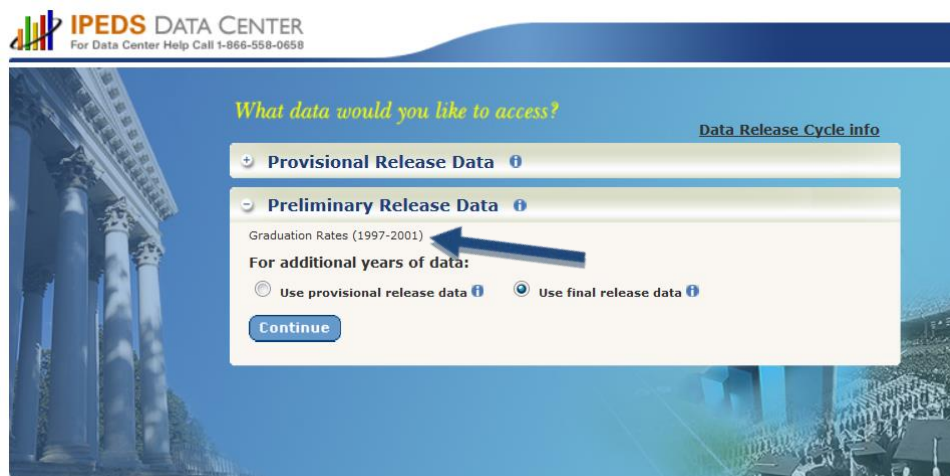 IPEDS DATA CENTER
For Data Center Help Call 1-866-558-0658
What data would you like to access?
Data Release Cycle info
Provisional Release Data
Preliminary Release Data
Graduation Rates (1997-2001)
For additional years of data:
Use provisional release data Use final release data
Continue